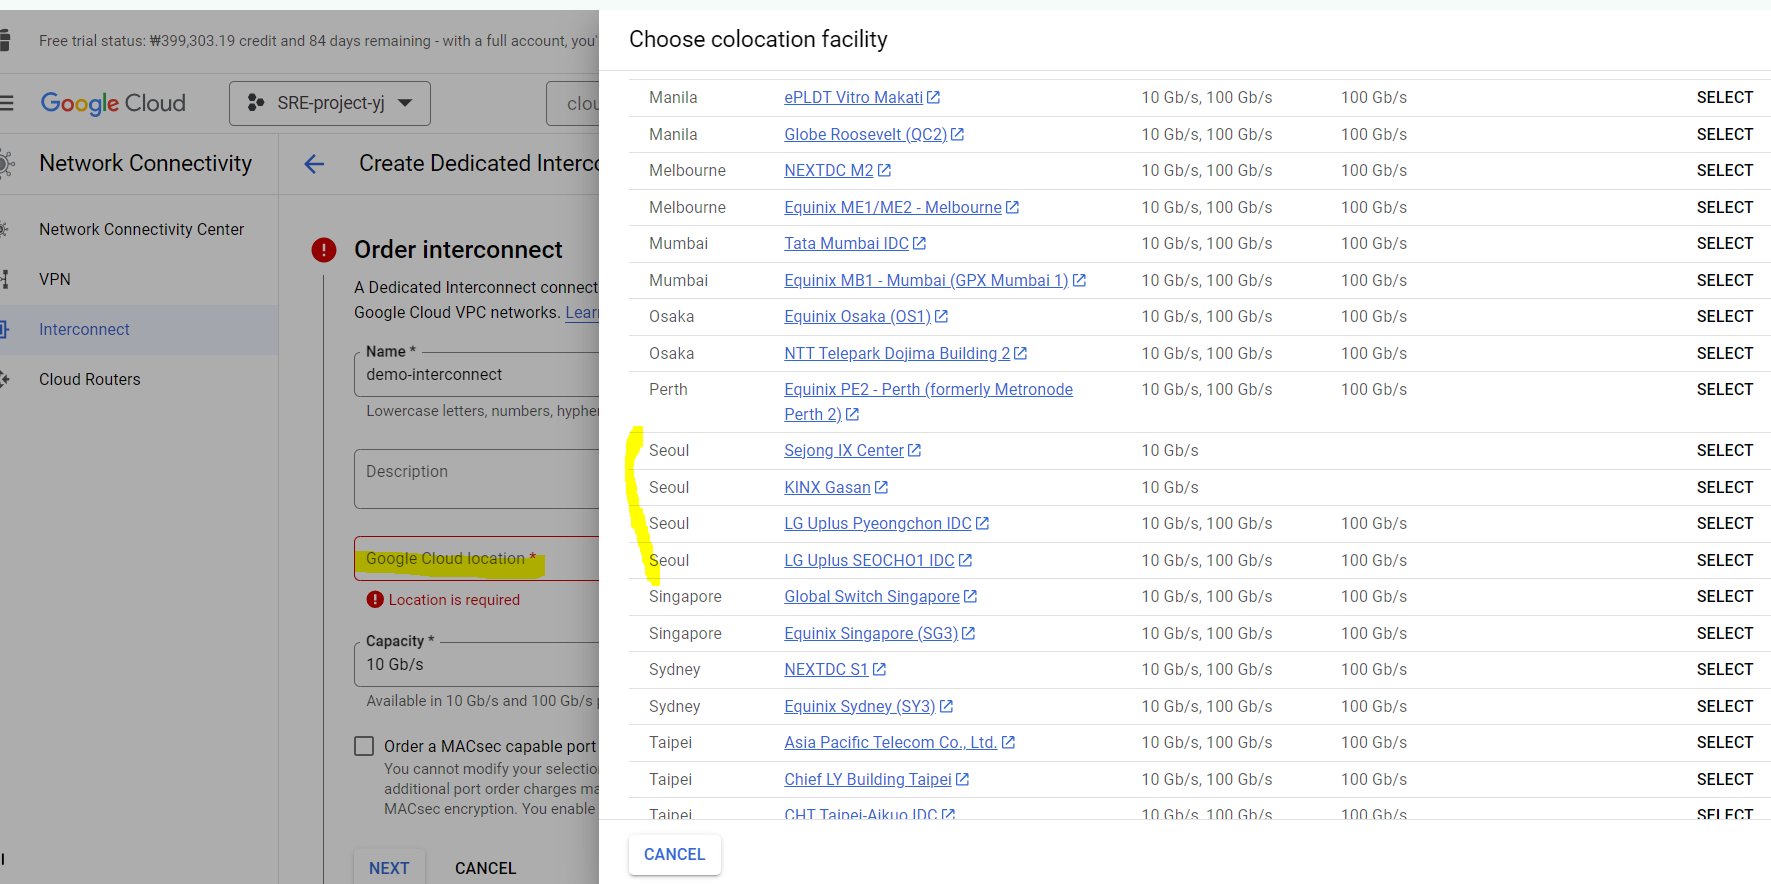 Free trial status: ₩399,303.19 credit and 84 days remaining - with a full account, you'
Google Cloud
SRE-project-yj
clou
Network Connectivity
Create Dedicated Interco
Network Connectivity Center
VPN
Interconnect
Cloud Routers
Order interconnect
A Dedicated Interconnect connect
Google Cloud VPC networks. Lear
Name *
demo-interconnect
Lowercase letters, numbers, hyphe
Description
Google Cloud location *
Location is required
Capacity *
10 Gb/s
Available in 10 Gb/s and 100 Gb/s
Order a MACsec capable port
You cannot modify your selectio
additional port order charges ma
MACsec encryption. You enable
NEXT CANCEL
Choose colocation facility
Manila ePLDT Vitro Makati 10 Gb/s, 100 Gb/s 100 Gb/s SELECT
Manila Globe Roosevelt (QC2) 10 Gb/s, 100 Gb/s 100 Gb/s SELECT
Melbourne NEXTDC M2 10 Gb/s, 100 Gb/s 100 Gb/s SELECT
Melbourne Equinix ME1/ME2 - Melbourne 10 Gb/s, 100 Gb/s 100 Gb/s SELECT
Mumbai Tata Mumbai IDC 10 Gb/s, 100 Gb/s 100 Gb/s SELECT
Mumbai Equinix MB1 - Mumbai (GPX Mumbai 1) 10 Gb/s, 100 Gb/s 100 Gb/s SELECT
Osaka Equinix Osaka (OS1) 10 Gb/s, 100 Gb/s 100 Gb/s SELECT
Osaka NTT Telepark Dojima Building 2 10 Gb/s, 100 Gb/s 100 Gb/s SELECT
Perth Equinix PE2 - Perth (formerly Metronode 10 Gb/s, 100 Gb/s 100 Gb/s SELECT
Perth 2)
Seoul Sejong IX Center 10 Gb/s SELECT
Seoul KINX Gasan 10 Gb/s SELECT
Seoul LG Uplus Pyeongchon IDC 10 Gb/s, 100 Gb/s 100 Gb/s SELECT
Seoul LG Uplus SEOCHO1 IDC 10 Gb/s, 100 Gb/s 100 Gb/s SELECT
Singapore Global Switch Singapore 10 Gb/s, 100 Gb/s 100 Gb/s SELECT
Singapore Equinix Singapore (SG3) 10 Gb/s, 100 Gb/s 100 Gb/s SELECT
Sydney NEXTDC S1 10 Gb/s, 100 Gb/s 100 Gb/s SELECT
Sydney Equinix Sydney (SY3) 10 Gb/s, 100 Gb/s 100 Gb/s SELECT
Taipei Asia Pacific Telecom Co., Ltd. 10 Gb/s, 100 Gb/s 100 Gb/s SELECT
Taipei Chief LY Building Taipei 10 Gb/s, 100 Gb/s 100 Gb/s SELECT
Taipei CHT Taipei-Aikuo IDC 10 Gb/s, 100 Gb/s 100 Gb/s SELECT
CANCEL